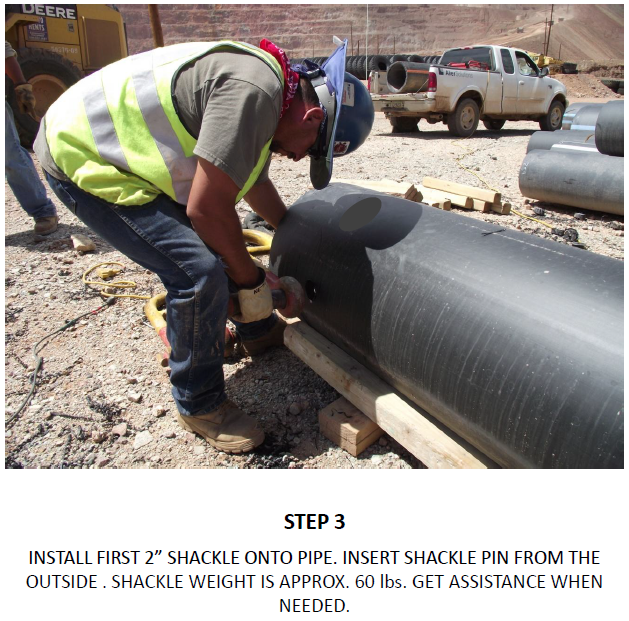 DEERE
STEP 3
INSTALL FIRST 2” SHACKLE ONTO PIPE. INSERT SHACKLE PIN FROM THE
OUTSIDE . SHACKLE WEIGHT IS APPROX. 60 lbs. GET ASSISTANCE WHEN
NEEDED.